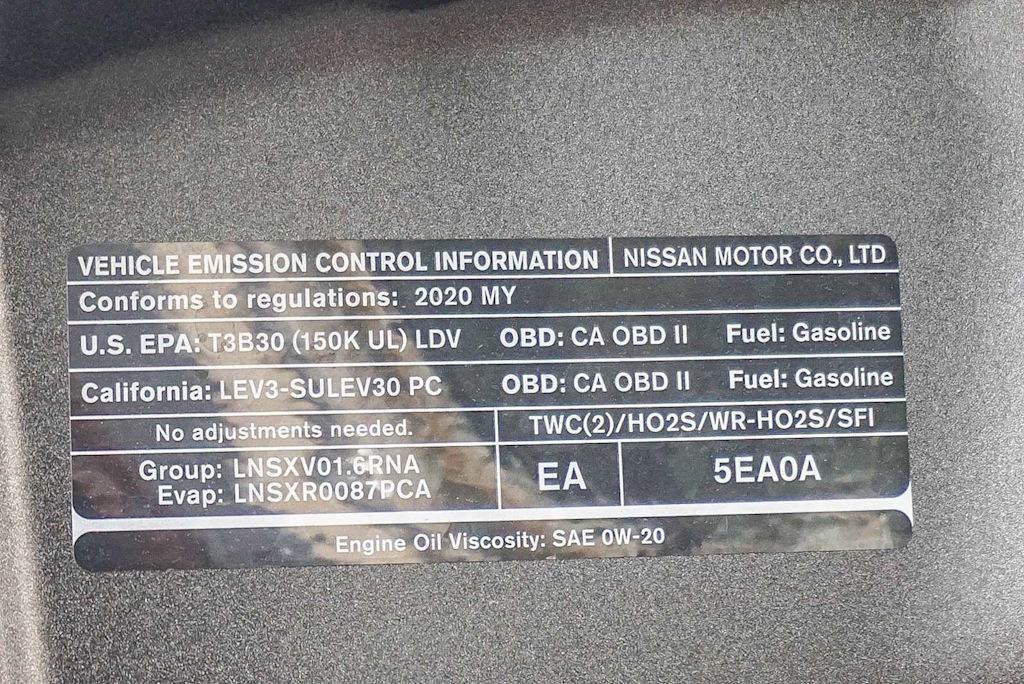 VEHICLE EMISSION CONTROL INFORMATION NISSAN MOTOR CO., LTD
Conforms to regulations: 2020 MY
U.S. EPA: T3B30 (150K UL) LDV OBD: CA OBD II Fuel: Gasoline
California: LEV3-SULEV30 PC OBD: CA OBD II Fuel: Gasoline
No adjustments needed. TWC(2)/HO2S/WR-HO2S/SFI
Group: LNSXV01.6RNA
Evap: LNSXR0087PCA
EA 5EA0A
Engine Oil Viscosity: SAE 0W-20